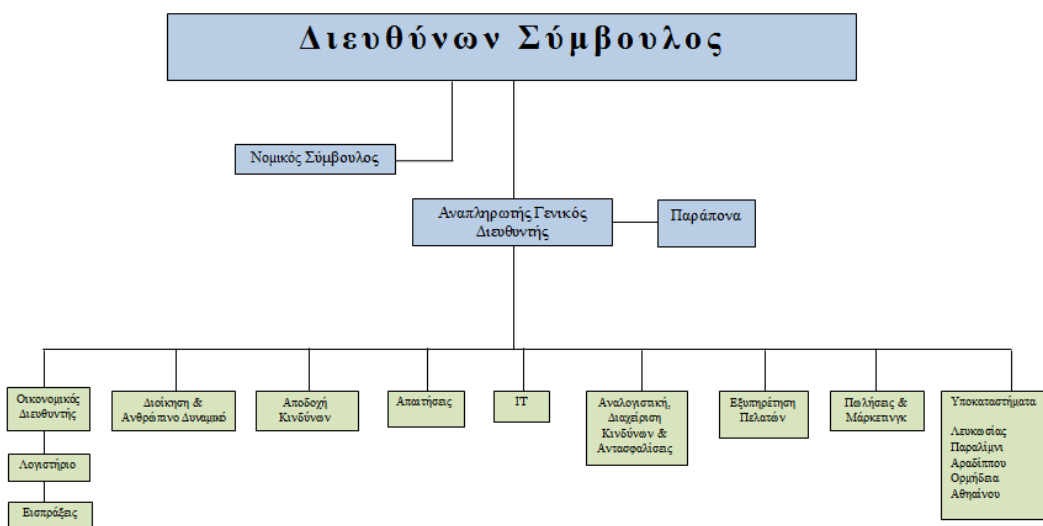 Διευθύνων Σύμβουλος
Νομικός Σύμβουλος
Αναπληρωτής Γενικός
Διευθυντής
Παράπονα
Οικονομικός
Διευθυντής
Διοίκηση &
Ανθρώπινο Δυναμικό
Αποδοχή
Κινδύνων
Απαιτήσεις
IT
Αναλογιστική,
Διαχείριση
Κινδύνων &
Αντασφαλίσεις
Εξυπηρέτηση
Πελατών
Πωλήσεις &
Μάρκετινγκ
Υποκαταστήματα
Λευκωσίας
Παραλίμνι
Αραδίππου
Ορμήδεια
Αθηαίνου
Λογιστήριο
Εισπράξεις